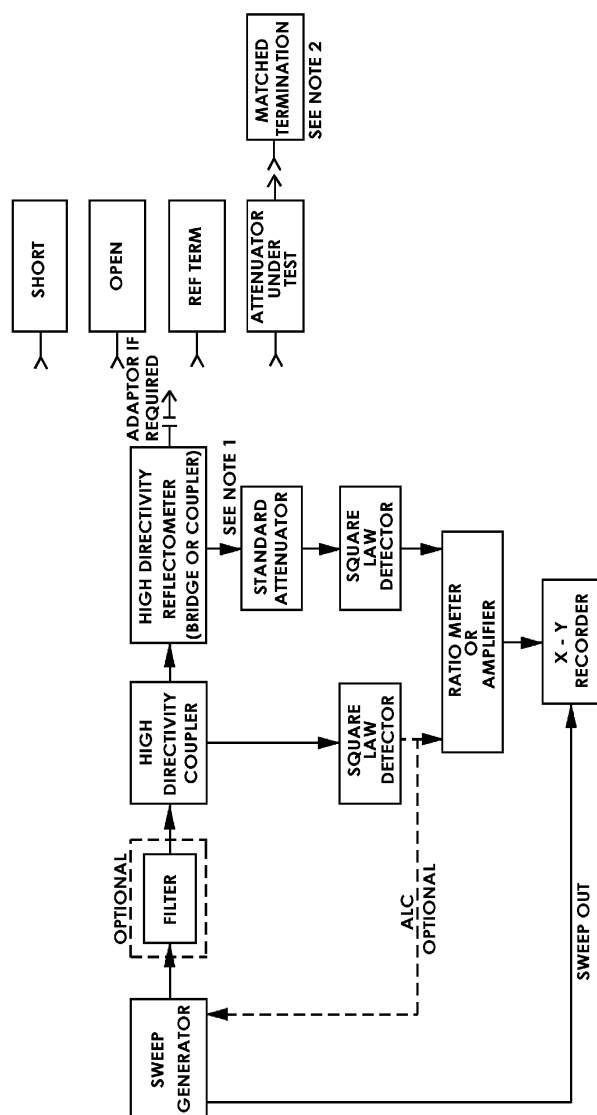 SWEEP
GENERATOR
OPTIONAL
FILTER
HIGH
DIRECTIVITY
COUPLER
HIGH DIRECTIVITY
REFLECTOMETER
(BRIDGE OR COUPLER)
ADAPTOR IF
REQUIRED
SHORT
OPEN
REF TERM
ATTENUATOR
UNDER
TEST
MATCHED
TERMINATION
SEE NOTE 2
SEE NOTE 1
STANDARD
ATTENUATOR
SQUARE
LAW
DETECTOR
SQUARE
LAW
DETECTOR
ALC
OPTIONAL
RATIO METER
OR
AMPLIFIER
SWEEP OUT
X - Y
RECORDER